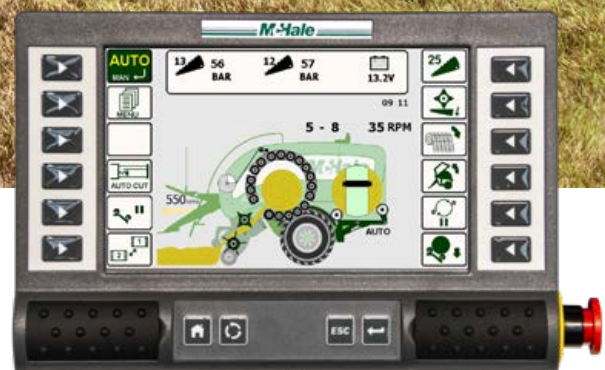 McHale
AUTO
MAN
MENU
AUTO CUT
13 56
BAR
12 57
BAR
13.2V
09 11
5 - 8 35 RPM
550
AUTO
1
2
25
ESC